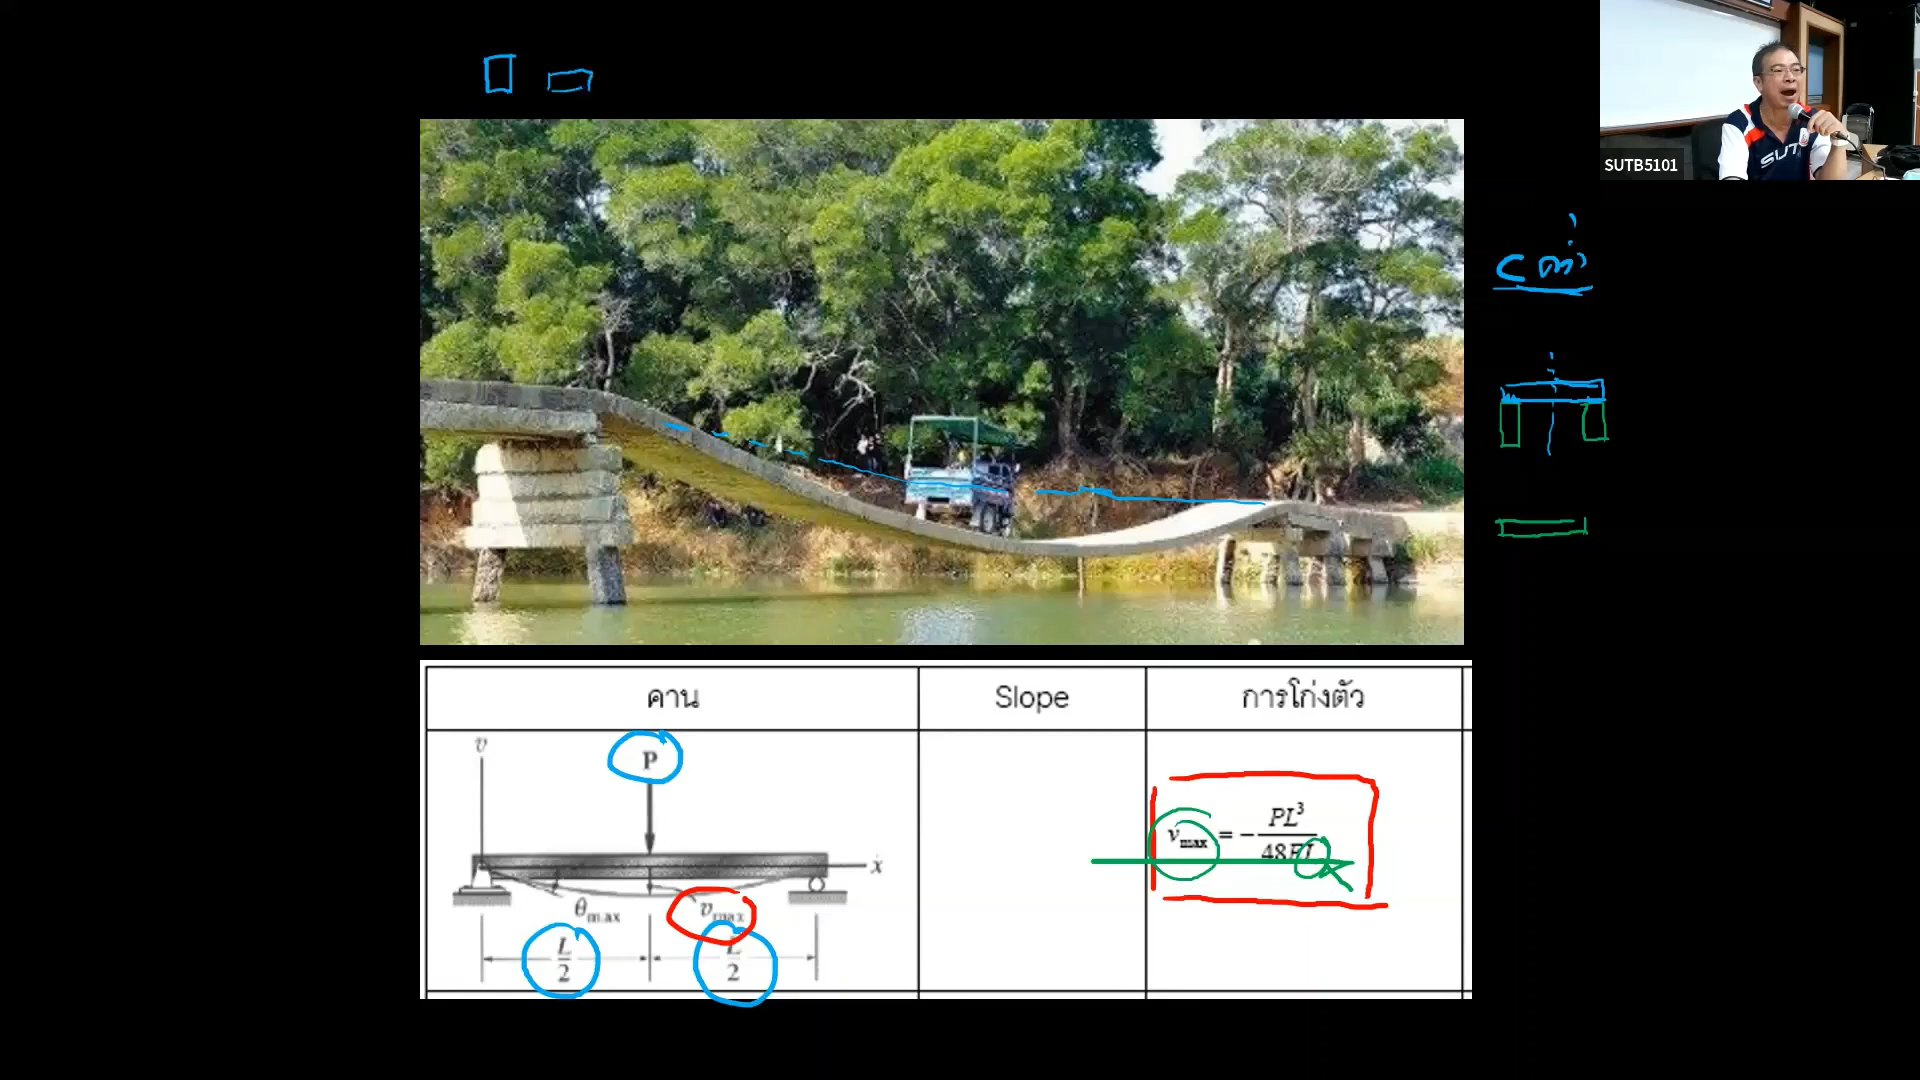 SUTB5101
SUT
คาน
Slope
การโก่งตัว
v
P
x
θmax
vmax
L/2
L/2
vmax = -PL³/48EI